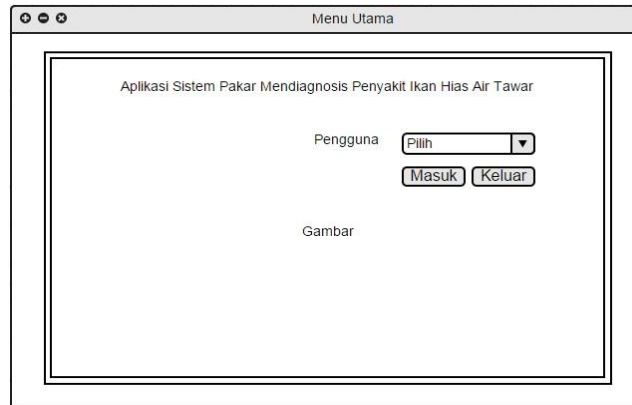 Menu Utama
Aplikasi Sistem Pakar Mendiagnosis Penyakit Ikan Hias Air Tawar
Pengguna Pilih
Masuk Keluar
Gambar